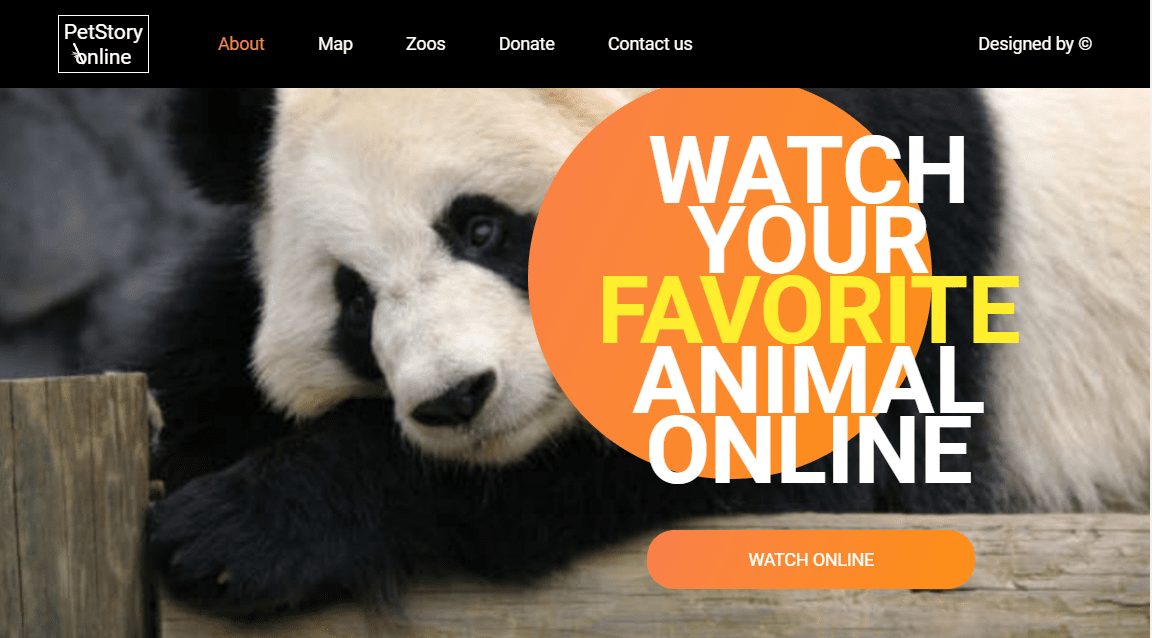 PetStory
online
About
Map
Zoos
Donate
Contact us
Designed by ©
WATCH
YOUR
FAVORITE
ANIMAL
ONLINE
WATCH ONLINE